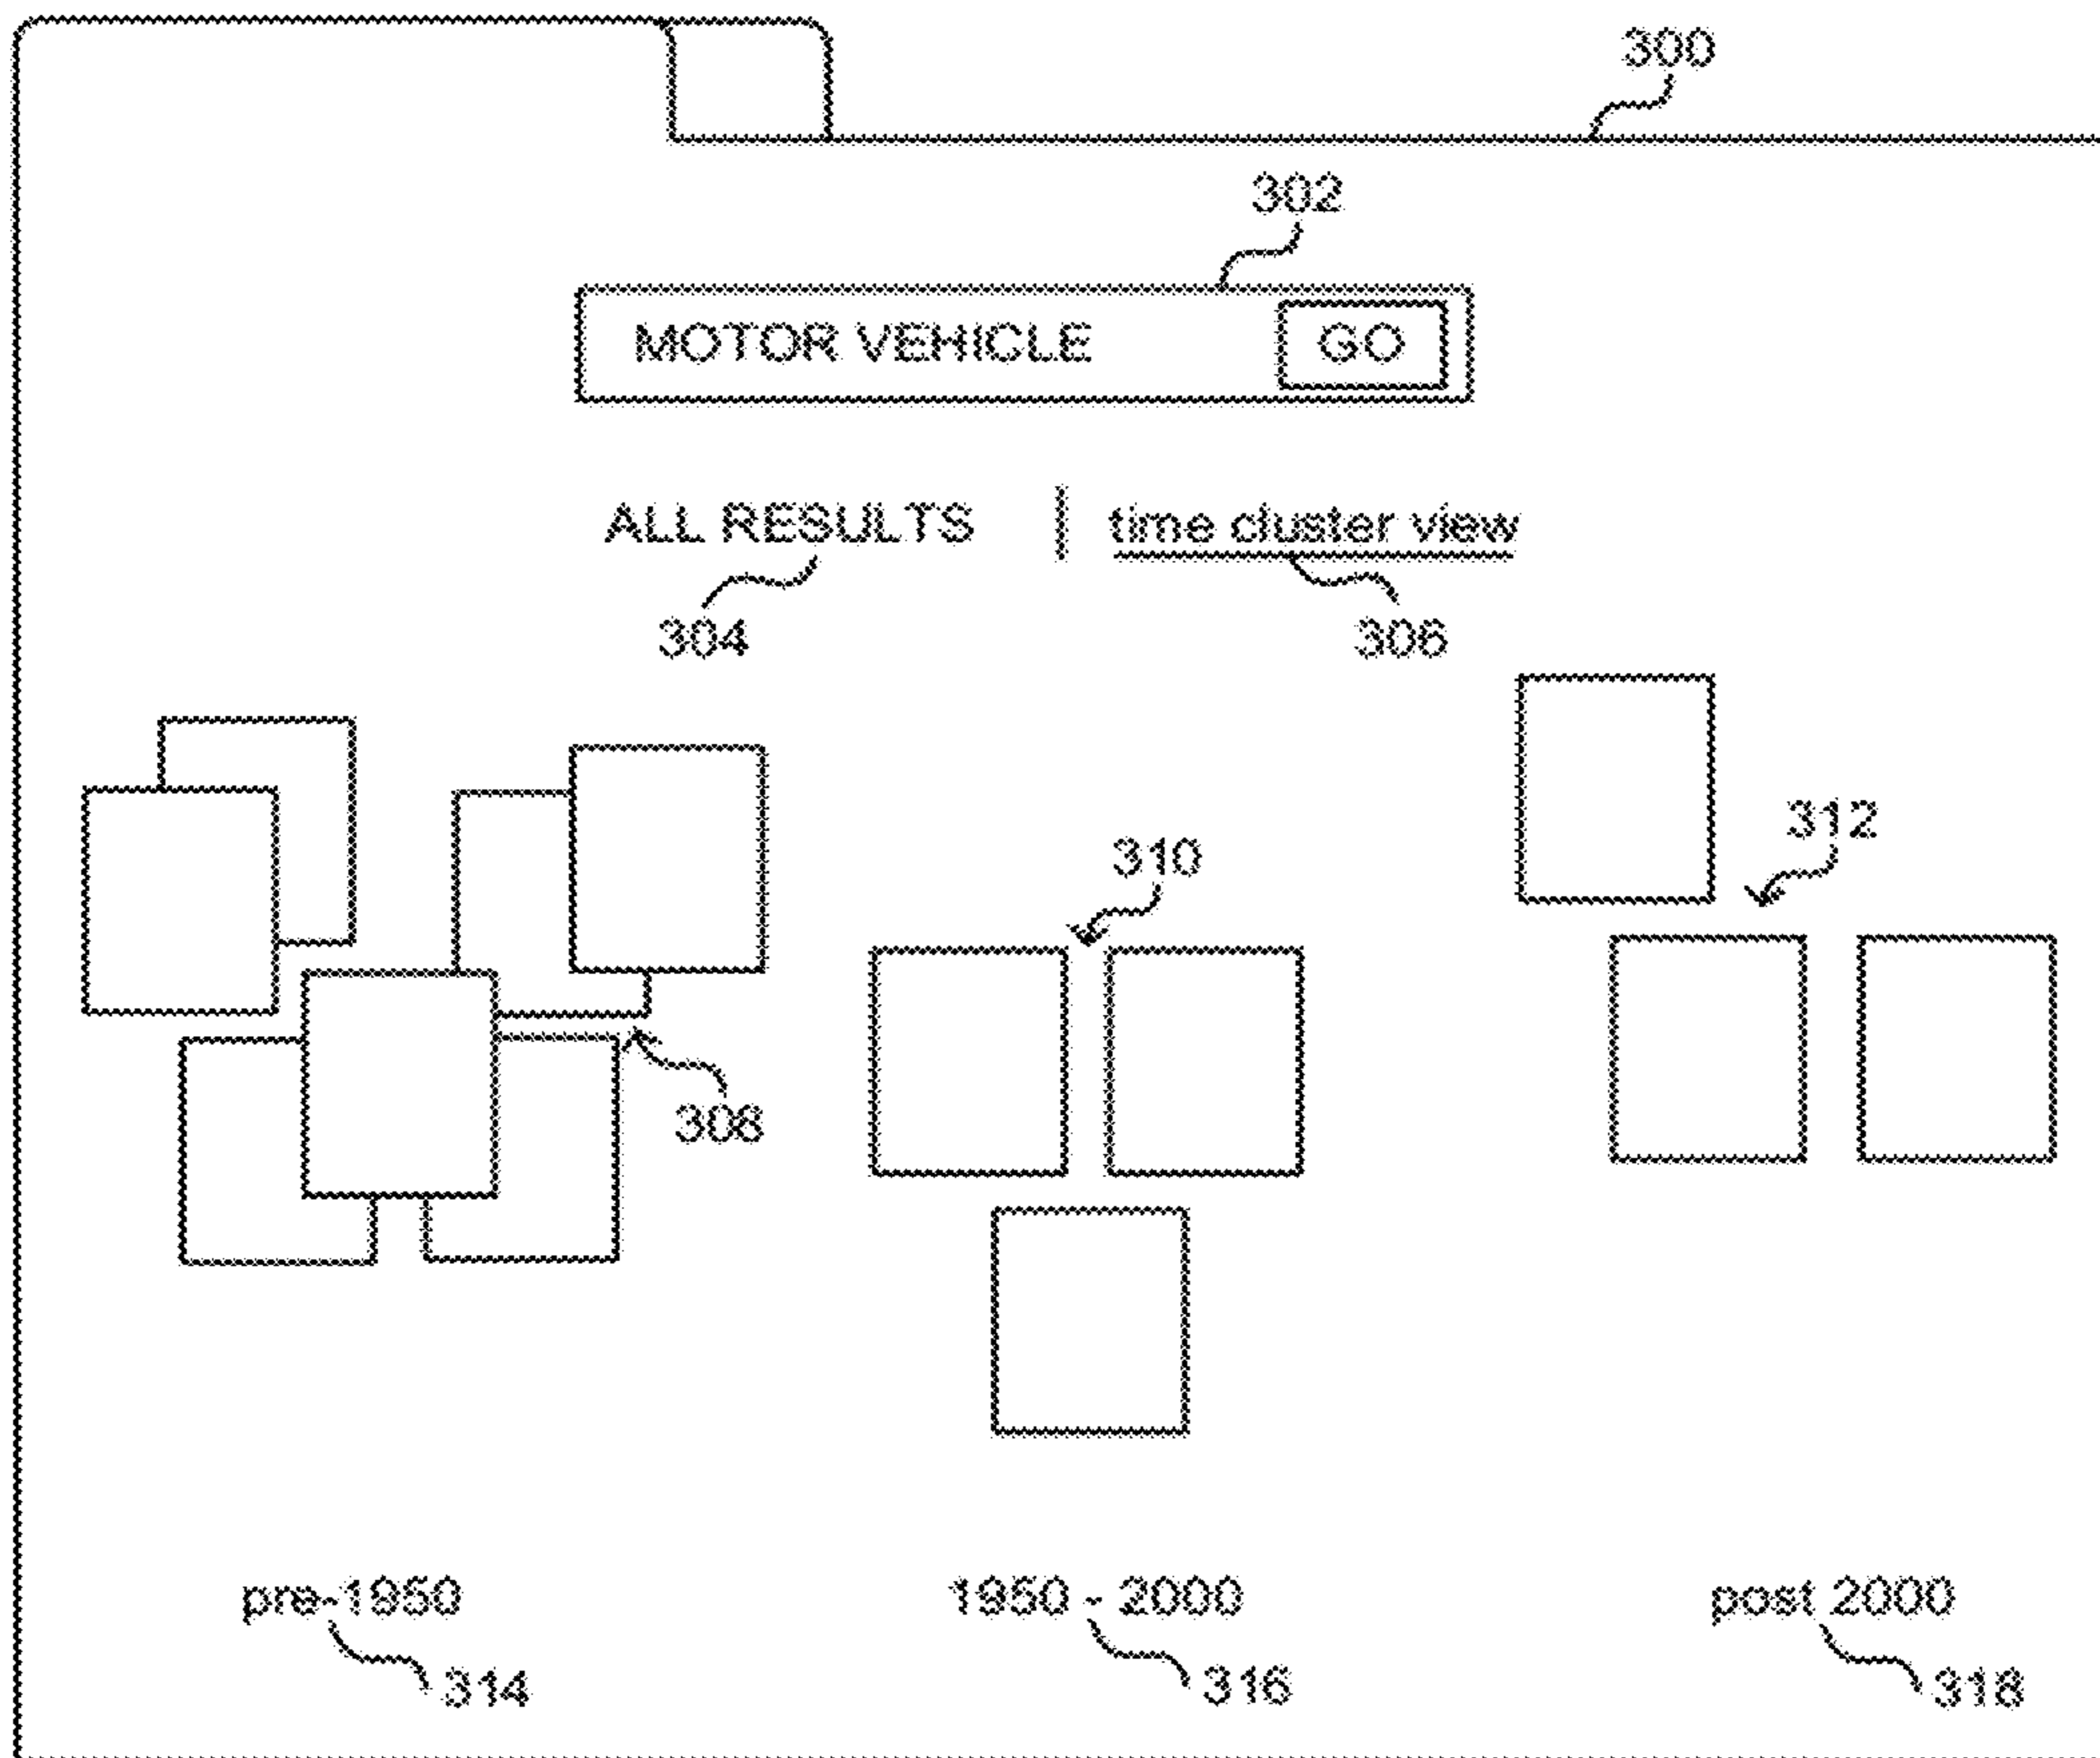 300
302
MOTOR VEHICLE GO
ALL RESULTS | time cluster view
304 306
312
310
308
pre-1950 1950 - 2000 post 2000
314 316 318